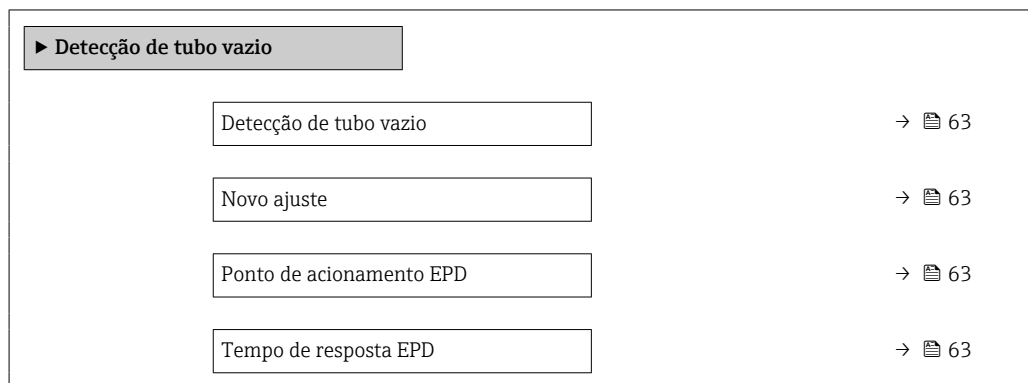 ▶ Detecção de tubo vazio
Detecção de tubo vazio → 63
Novo ajuste → 63
Ponto de acionamento EPD → 63
Tempo de resposta EPD → 63